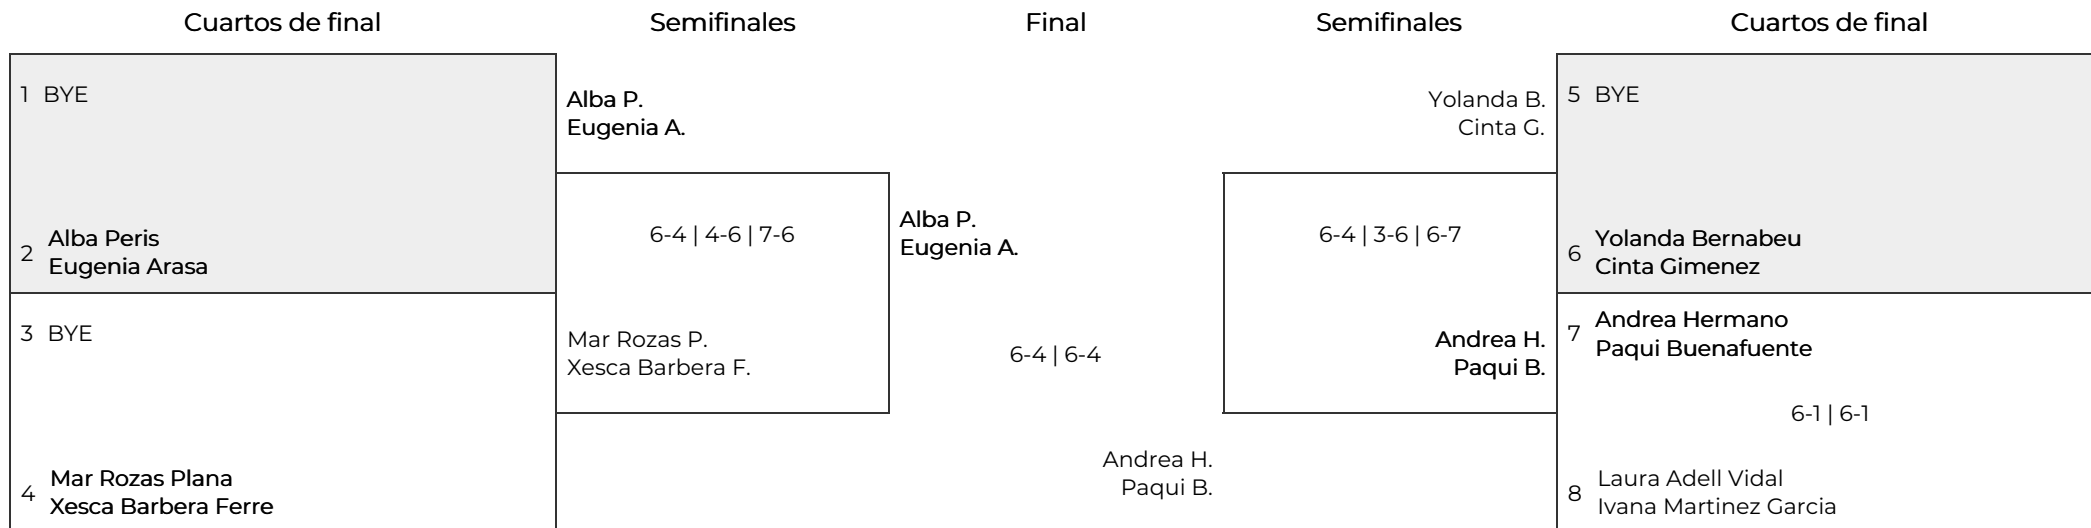 Cuartos de final
Semifinales
Final
Semifinales
Cuartos de final
1 BYE
2 Alba Peris
Eugenia Arasa
3 BYE
4 Mar Rozas Plana
Xesca Barbera Ferre
Alba P.
Eugenia A.
6-4 | 4-6 | 7-6
Mar Rozas P.
Xesca Barbera F.
Alba P.
Eugenia A.
6-4 | 6-4
Andrea H.
Paqui B.
Yolanda B.
Cinta G.
6-4 | 3-6 | 6-7
Andrea H.
Paqui B.
5 BYE
6 Yolanda Bernabeu
Cinta Gimenez
7 Andrea Hermano
Paqui Buenafuente
6-1 | 6-1
8 Laura Adell Vidal
Ivana Martinez Garcia